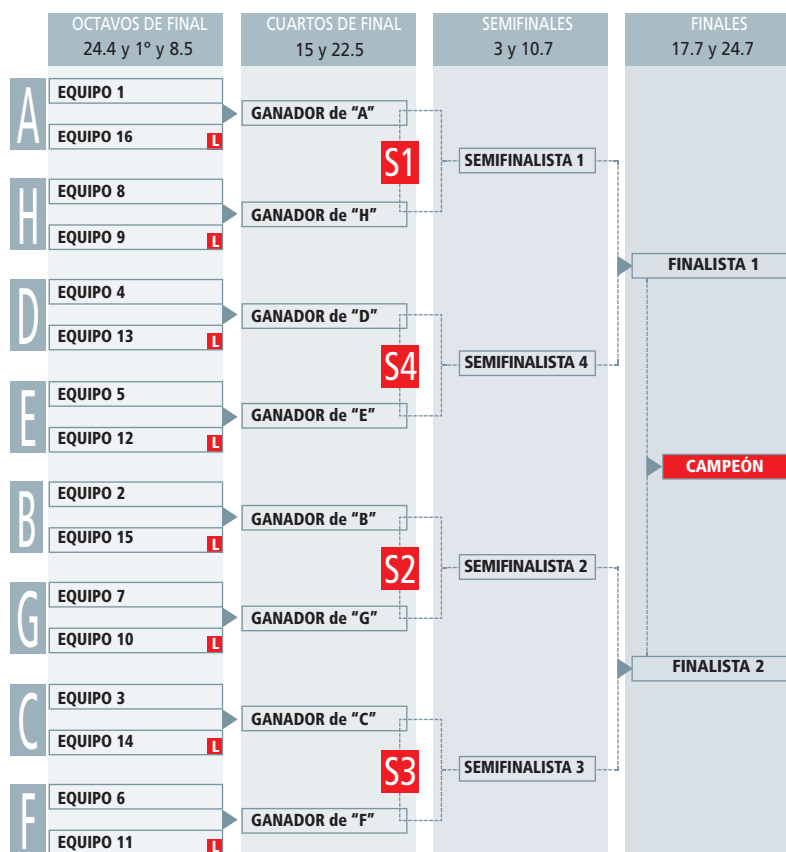 OCTAVOS DE FINAL
24.4 y 1° y 8.5
CUARTOS DE FINAL
15 y 22.5
SEMIFINALES
3 y 10.7
FINALES
17.7 y 24.7
A
EQUIPO 1
EQUIPO 16
L
GANADOR de "A"
S1
SEMIFINALISTA 1
H
EQUIPO 8
EQUIPO 9
L
GANADOR de "H"
FINALISTA 1
D
EQUIPO 4
EQUIPO 13
L
GANADOR de "D"
S4
SEMIFINALISTA 4
E
EQUIPO 5
EQUIPO 12
L
GANADOR de "E"
CAMPEÓN
B
EQUIPO 2
EQUIPO 15
L
GANADOR de "B"
S2
SEMIFINALISTA 2
G
EQUIPO 7
EQUIPO 10
L
GANADOR de "G"
FINALISTA 2
C
EQUIPO 3
EQUIPO 14
L
GANADOR de "C"
S3
SEMIFINALISTA 3
F
EQUIPO 6
EQUIPO 11
L
GANADOR de "F"